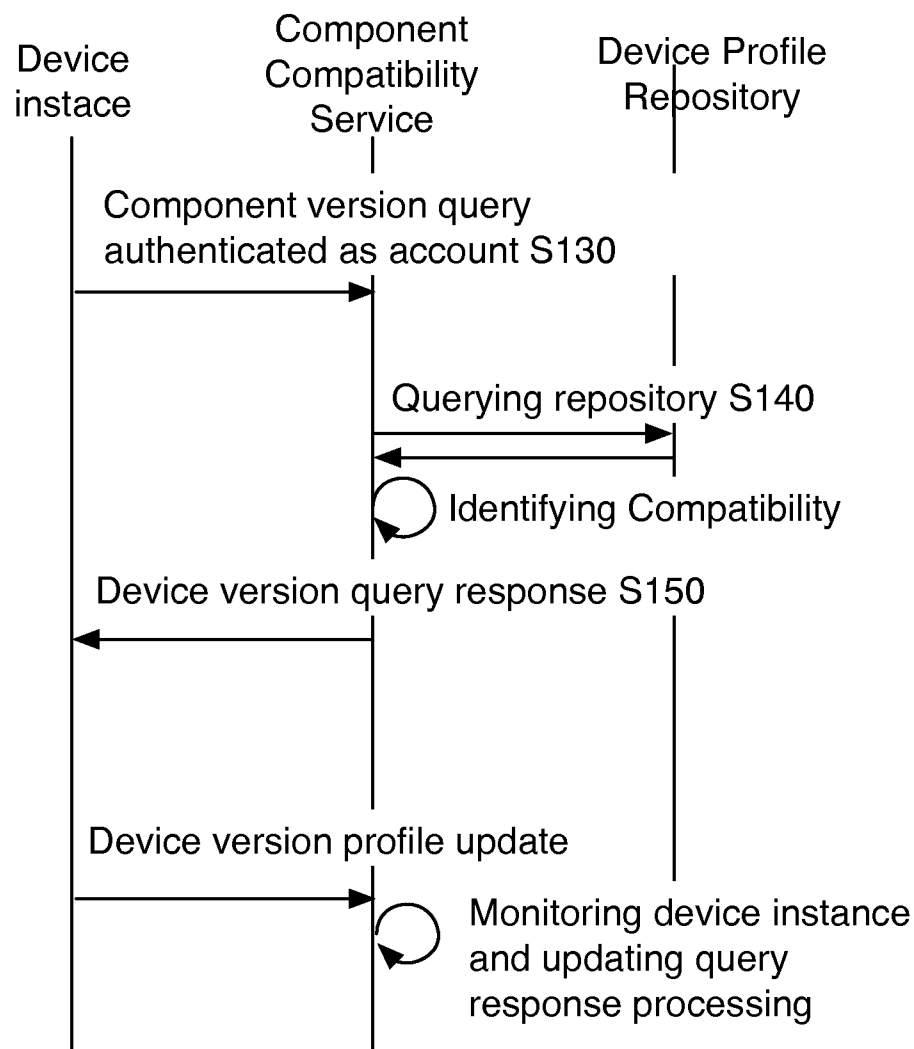 Device
instace
Component
Compatibility
Service
Device Profile
Repository
Component version query
authenticated as account S130
Querying repository S140
Identifying Compatibility
Device version query response S150
Device version profile update
Monitoring device instance
and updating query
response processing